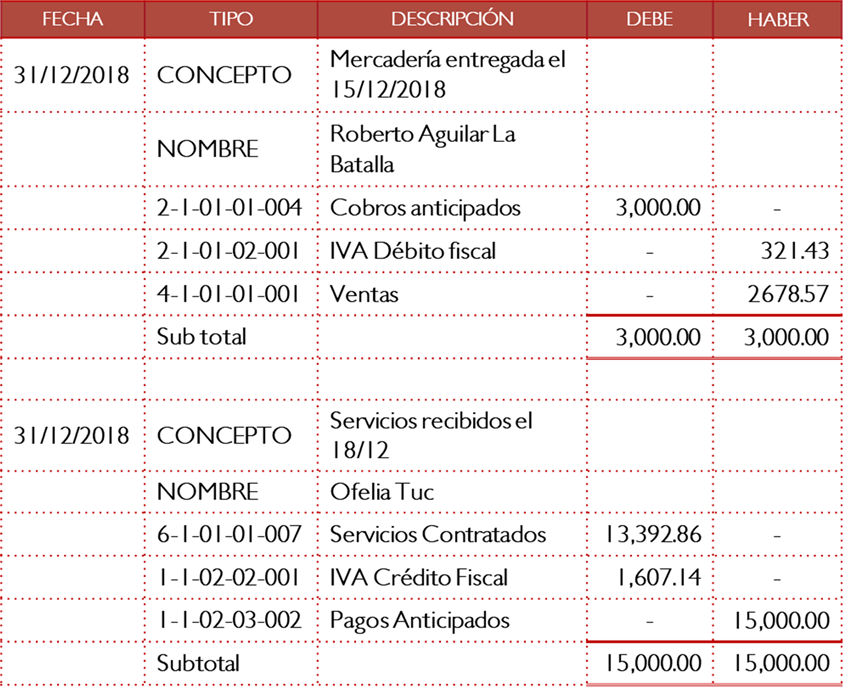 FECHA TIPO DESCRIPCIÓN DEBE HABER
31/12/2018 CONCEPTO Mercadería entregada el
15/12/2018
NOMBRE Roberto Aguilar La
Batalla
2-1-01-01-004 Cobros anticipados 3,000.00 -
2-1-01-02-001 IVA Débito fiscal - 321.43
4-1-01-01-001 Ventas - 2678.57
Sub total 3,000.00 3,000.00
31/12/2018 CONCEPTO Servicios recibidos el
18/12
NOMBRE Ofelia Tuc
6-1-01-01-007 Servicios Contratados 13,392.86 -
1-1-02-02-001 IVA Crédito Fiscal 1,607.14 -
1-1-02-03-002 Pagos Anticipados - 15,000.00
Subtotal 15,000.00 15,000.00